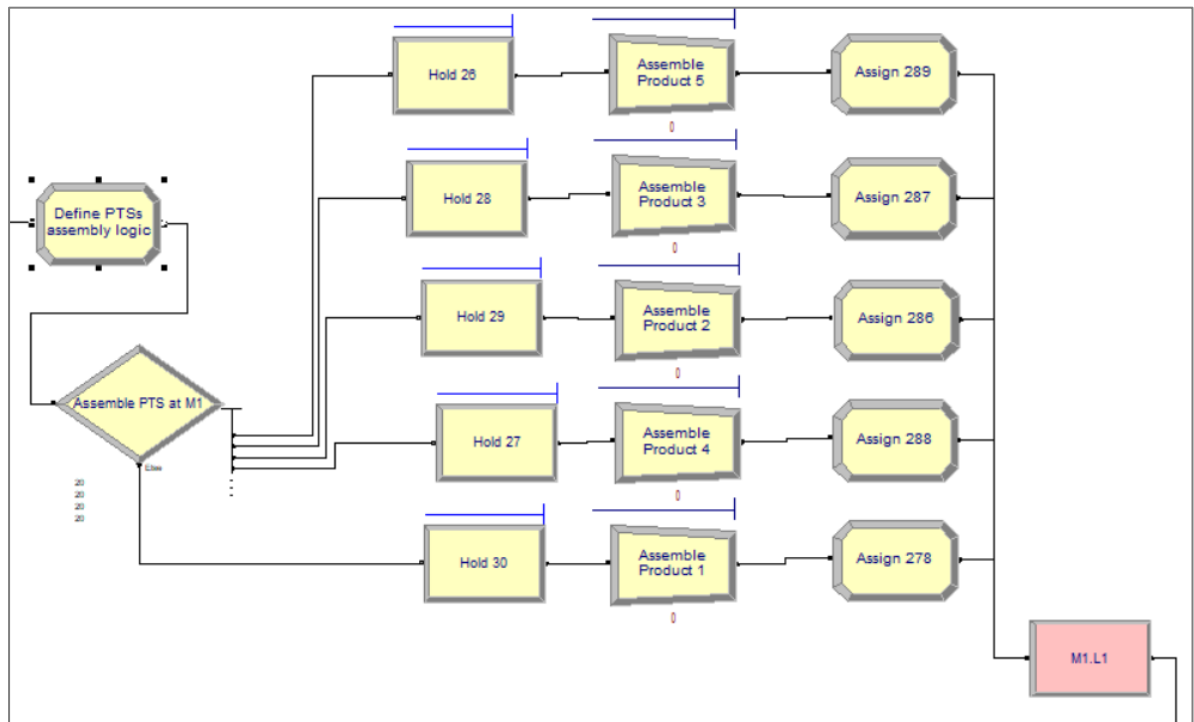 Hold 26
Assemble
Product 5
Assign 289
0
Define PTSs
assembly logic
Hold 28
Assemble
Product 3
Assign 287
0
Hold 29
Assemble
Product 2
Assign 286
0
Assemble PTS at M1
Hold 27
Assemble
Product 4
Assign 288
0
Else
20
20
20
20
Hold 30
Assemble
Product 1
Assign 278
0
M1.L1